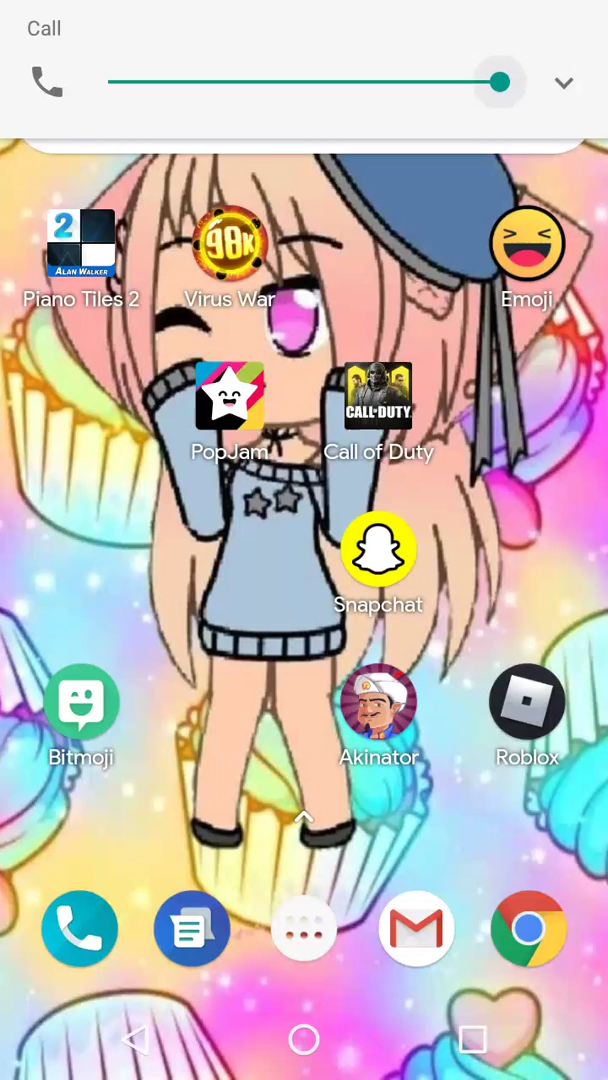 Call
2
ALAN WALKER
98K
Piano Tiles 2
Virus War
Emoji
CALL OF DUTY
PopJam
Call of Duty
Snapchat
Bitmoji
Akinator
Roblox